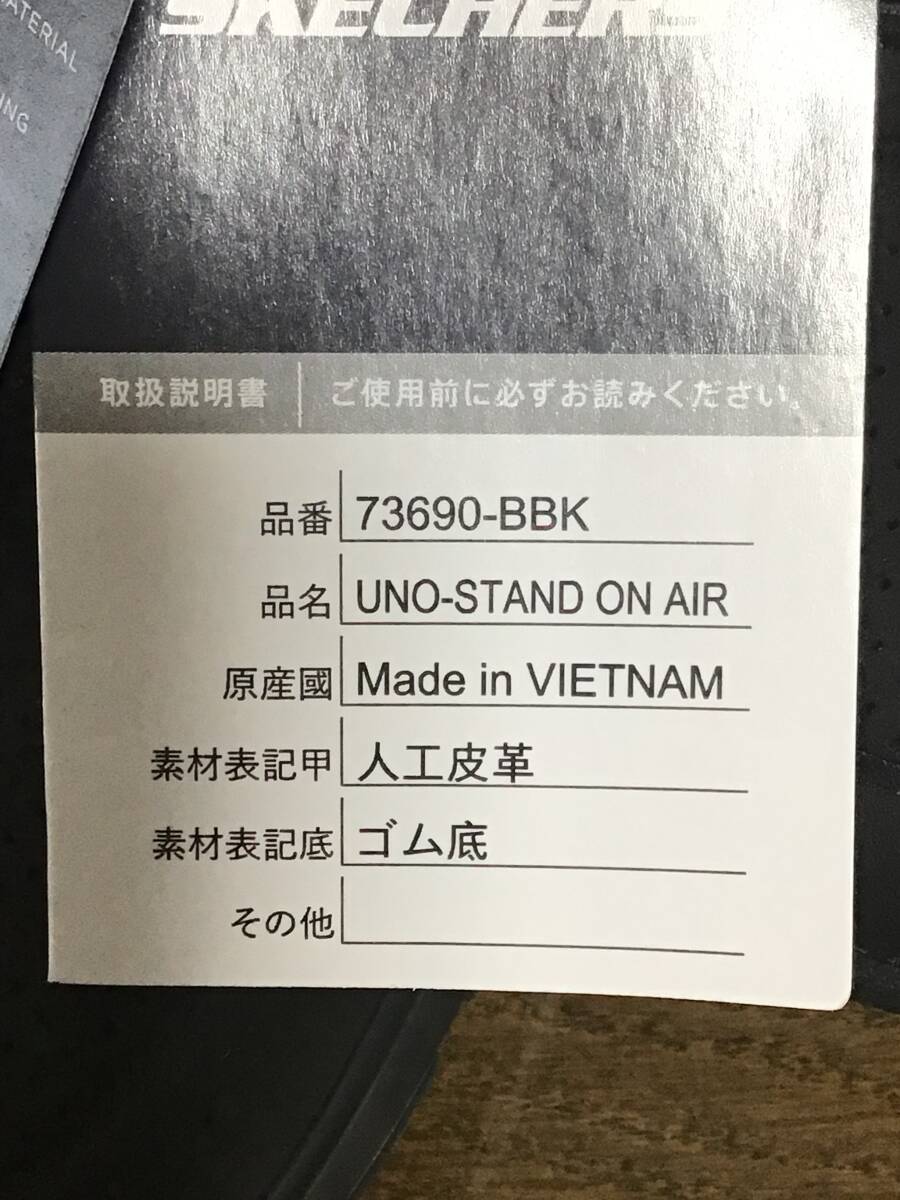 MATERIAL
SKECHERS
取扱説明書 ご使用前に必ずお読みください。
品番 73690-BBK
品名 UNO-STAND ON AIR
原産國 Made in VIETNAM
素材表記甲 人工皮革
素材表記底 ゴム底
その他